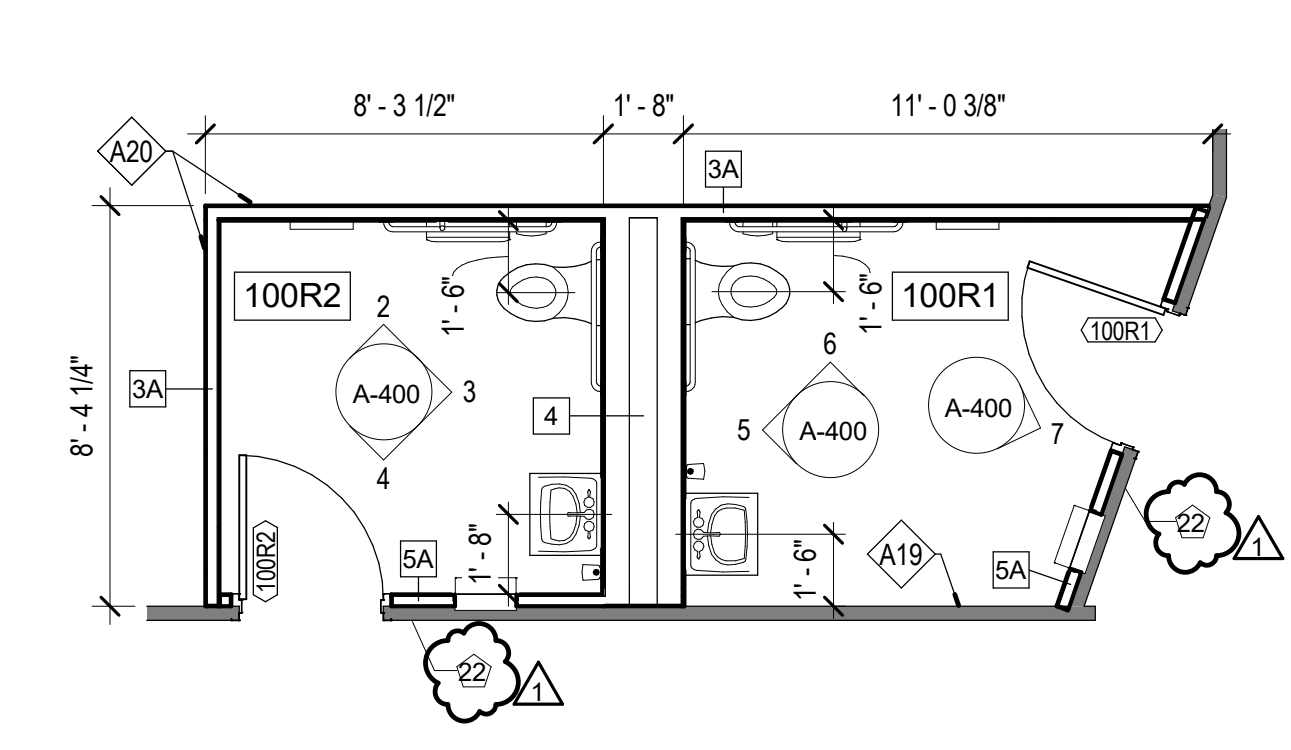 8' - 3 1/2"
1' - 8"
11' - 0 3/8"
A20
3A
100R2
1' - 6"
1' - 6"
100R1
100R1
2
3
4
A-400
3A
8' - 4 1/4"
4
6
5
A-400
A-400
7
100R2
5A
1' - 8"
1' - 6"
A19
5A
22
1
22
1